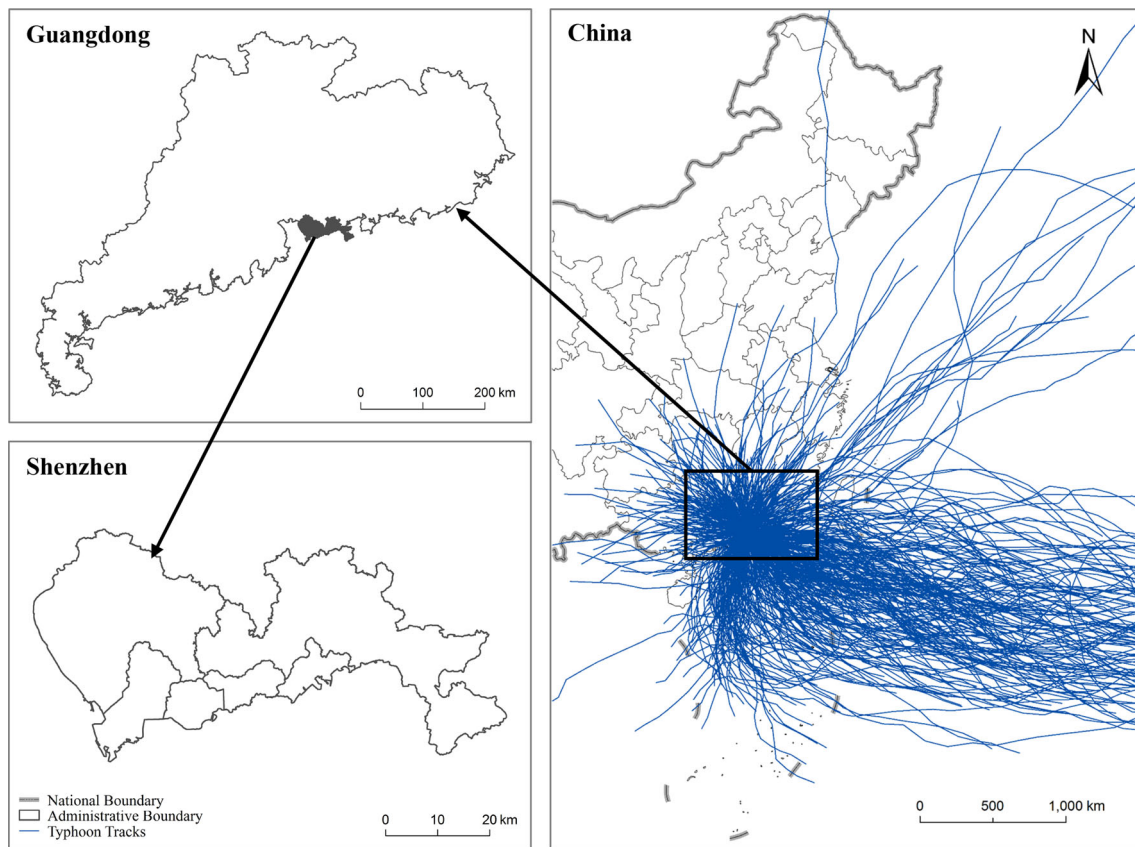 Guangdong
0 100 200 km
Shenzhen
National Boundary
Administrative Boundary
Typhoon Tracks
0 10 20 km
China
N
0 500 1,000 km